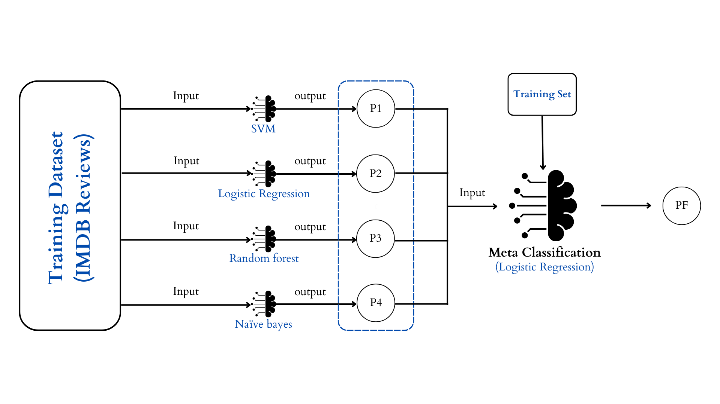 Training Dataset
(IMDB Reviews)
Input
output
P1
SVM
Input
output
P2
Logistic Regression
Input
output
P3
Random forest
Input
output
P4
Naïve bayes
Input
Training Set
Meta Classification
(Logistic Regression)
PF